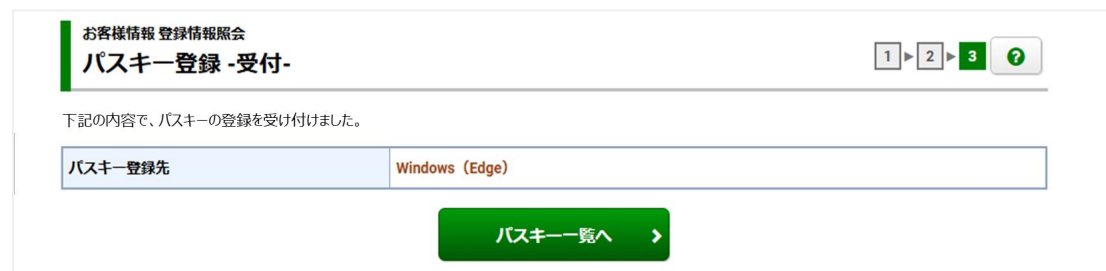 お客様情報 登録情報照会
パスキー登録 -受付-
1 ▶ 2 ▶ 3 ?
下記の内容で、パスキーの登録を受け付けました。
パスキー登録先 Windows（Edge）
パスキー一覧へ